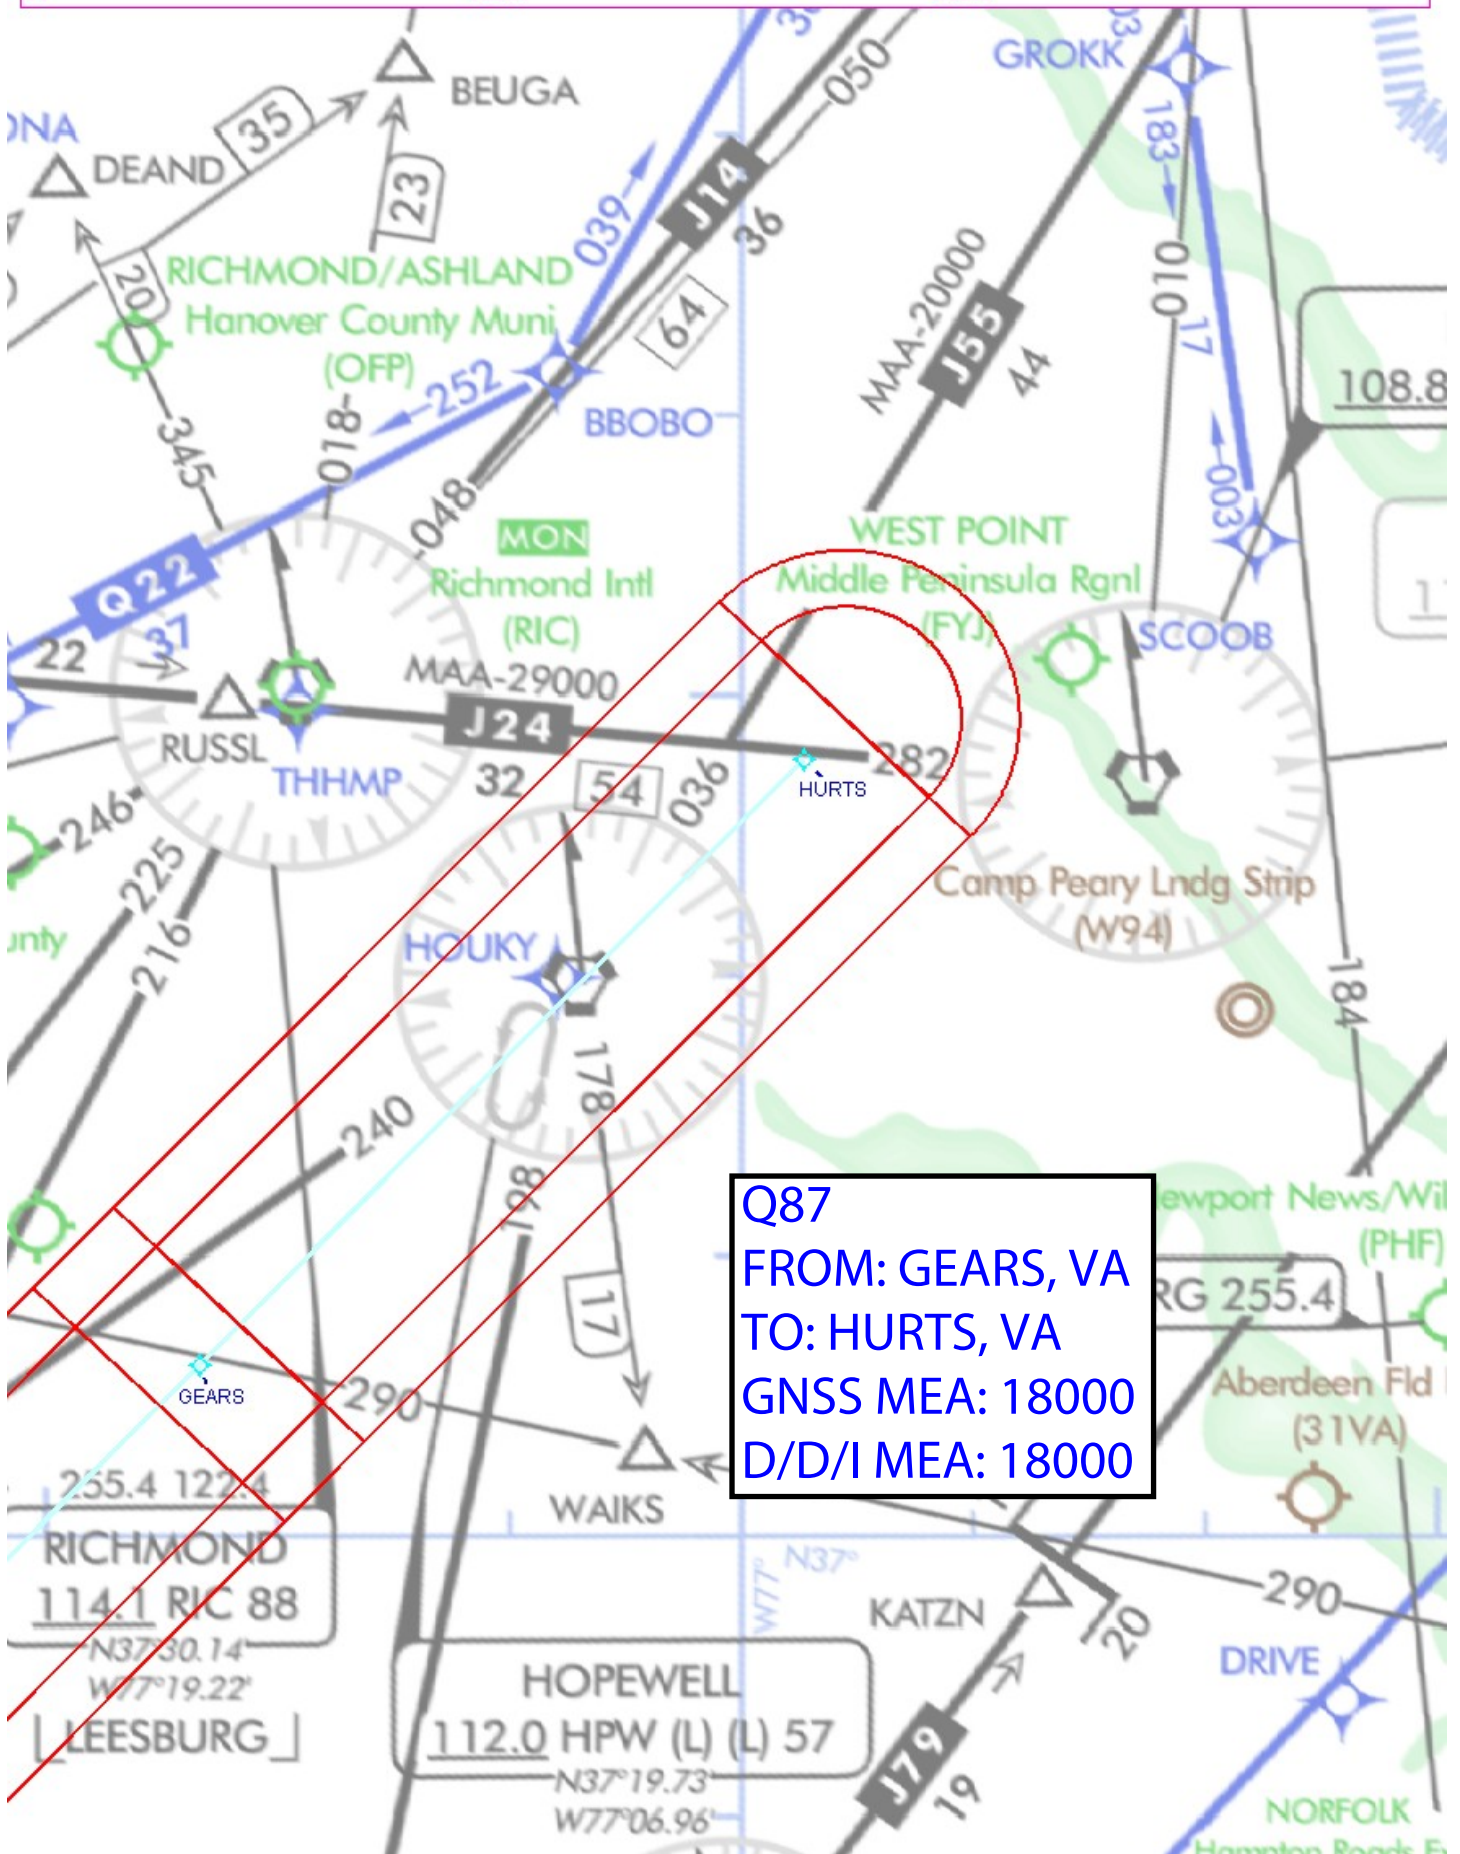 GROKK
050
BEUGA
35
DEAND
23
J14
183
039
36
20
RICHMOND/ASHLAND
Hanover County Muni
(OFP)
010
MAA-20000
J55
64
17
44
252
108.8
BBOBO
345
018
048
003
MON
Richmond Intl
(RIC)
WEST POINT
Middle Peninsula Rgnl
(FYJ)
Q22
37
22
SCOOB
MAA-29000
J24
RUSSL
THHMP
32
54
036
282
HURTS
246
225
216
Camp Peary Lndg Strip
(W94)
HOUKY
184
178
240
198
Q87
FROM: GEARS, VA
TO: HURTS, VA
GNSS MEA: 18000
D/D/I MEA: 18000
(PHF)
RG 255.4
17
GEARS
290
Aberdeen Fld
(31VA)
WAIKS
255.4 122.4
RICHMOND
114.1 RIC 88
N37°30.14'
W77°19.22'
LEESBURG
N37°
W77°
KATZN
20
290
DRIVE
HOPEWELL
112.0 HPW (L) (L) 57
N37°19.73'
W77°06.96'
J79
19
NORFOLK